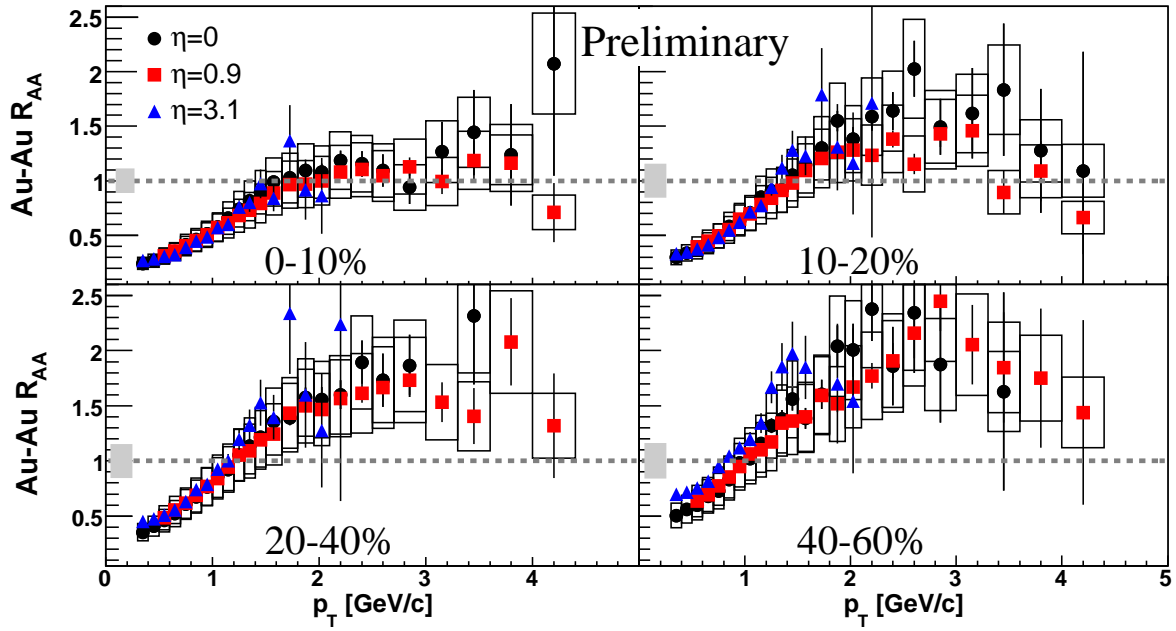 Preliminary
η=0
η=0.9
η=3.1
Au-Au R_AA
2.5
2
1.5
1
0.5
0-10%
10-20%
Au-Au R_AA
2.5
2
1.5
1
0.5
20-40%
40-60%
0 1 2 3 4
1 2 3 4 5
p_T [GeV/c]
p_T [GeV/c]